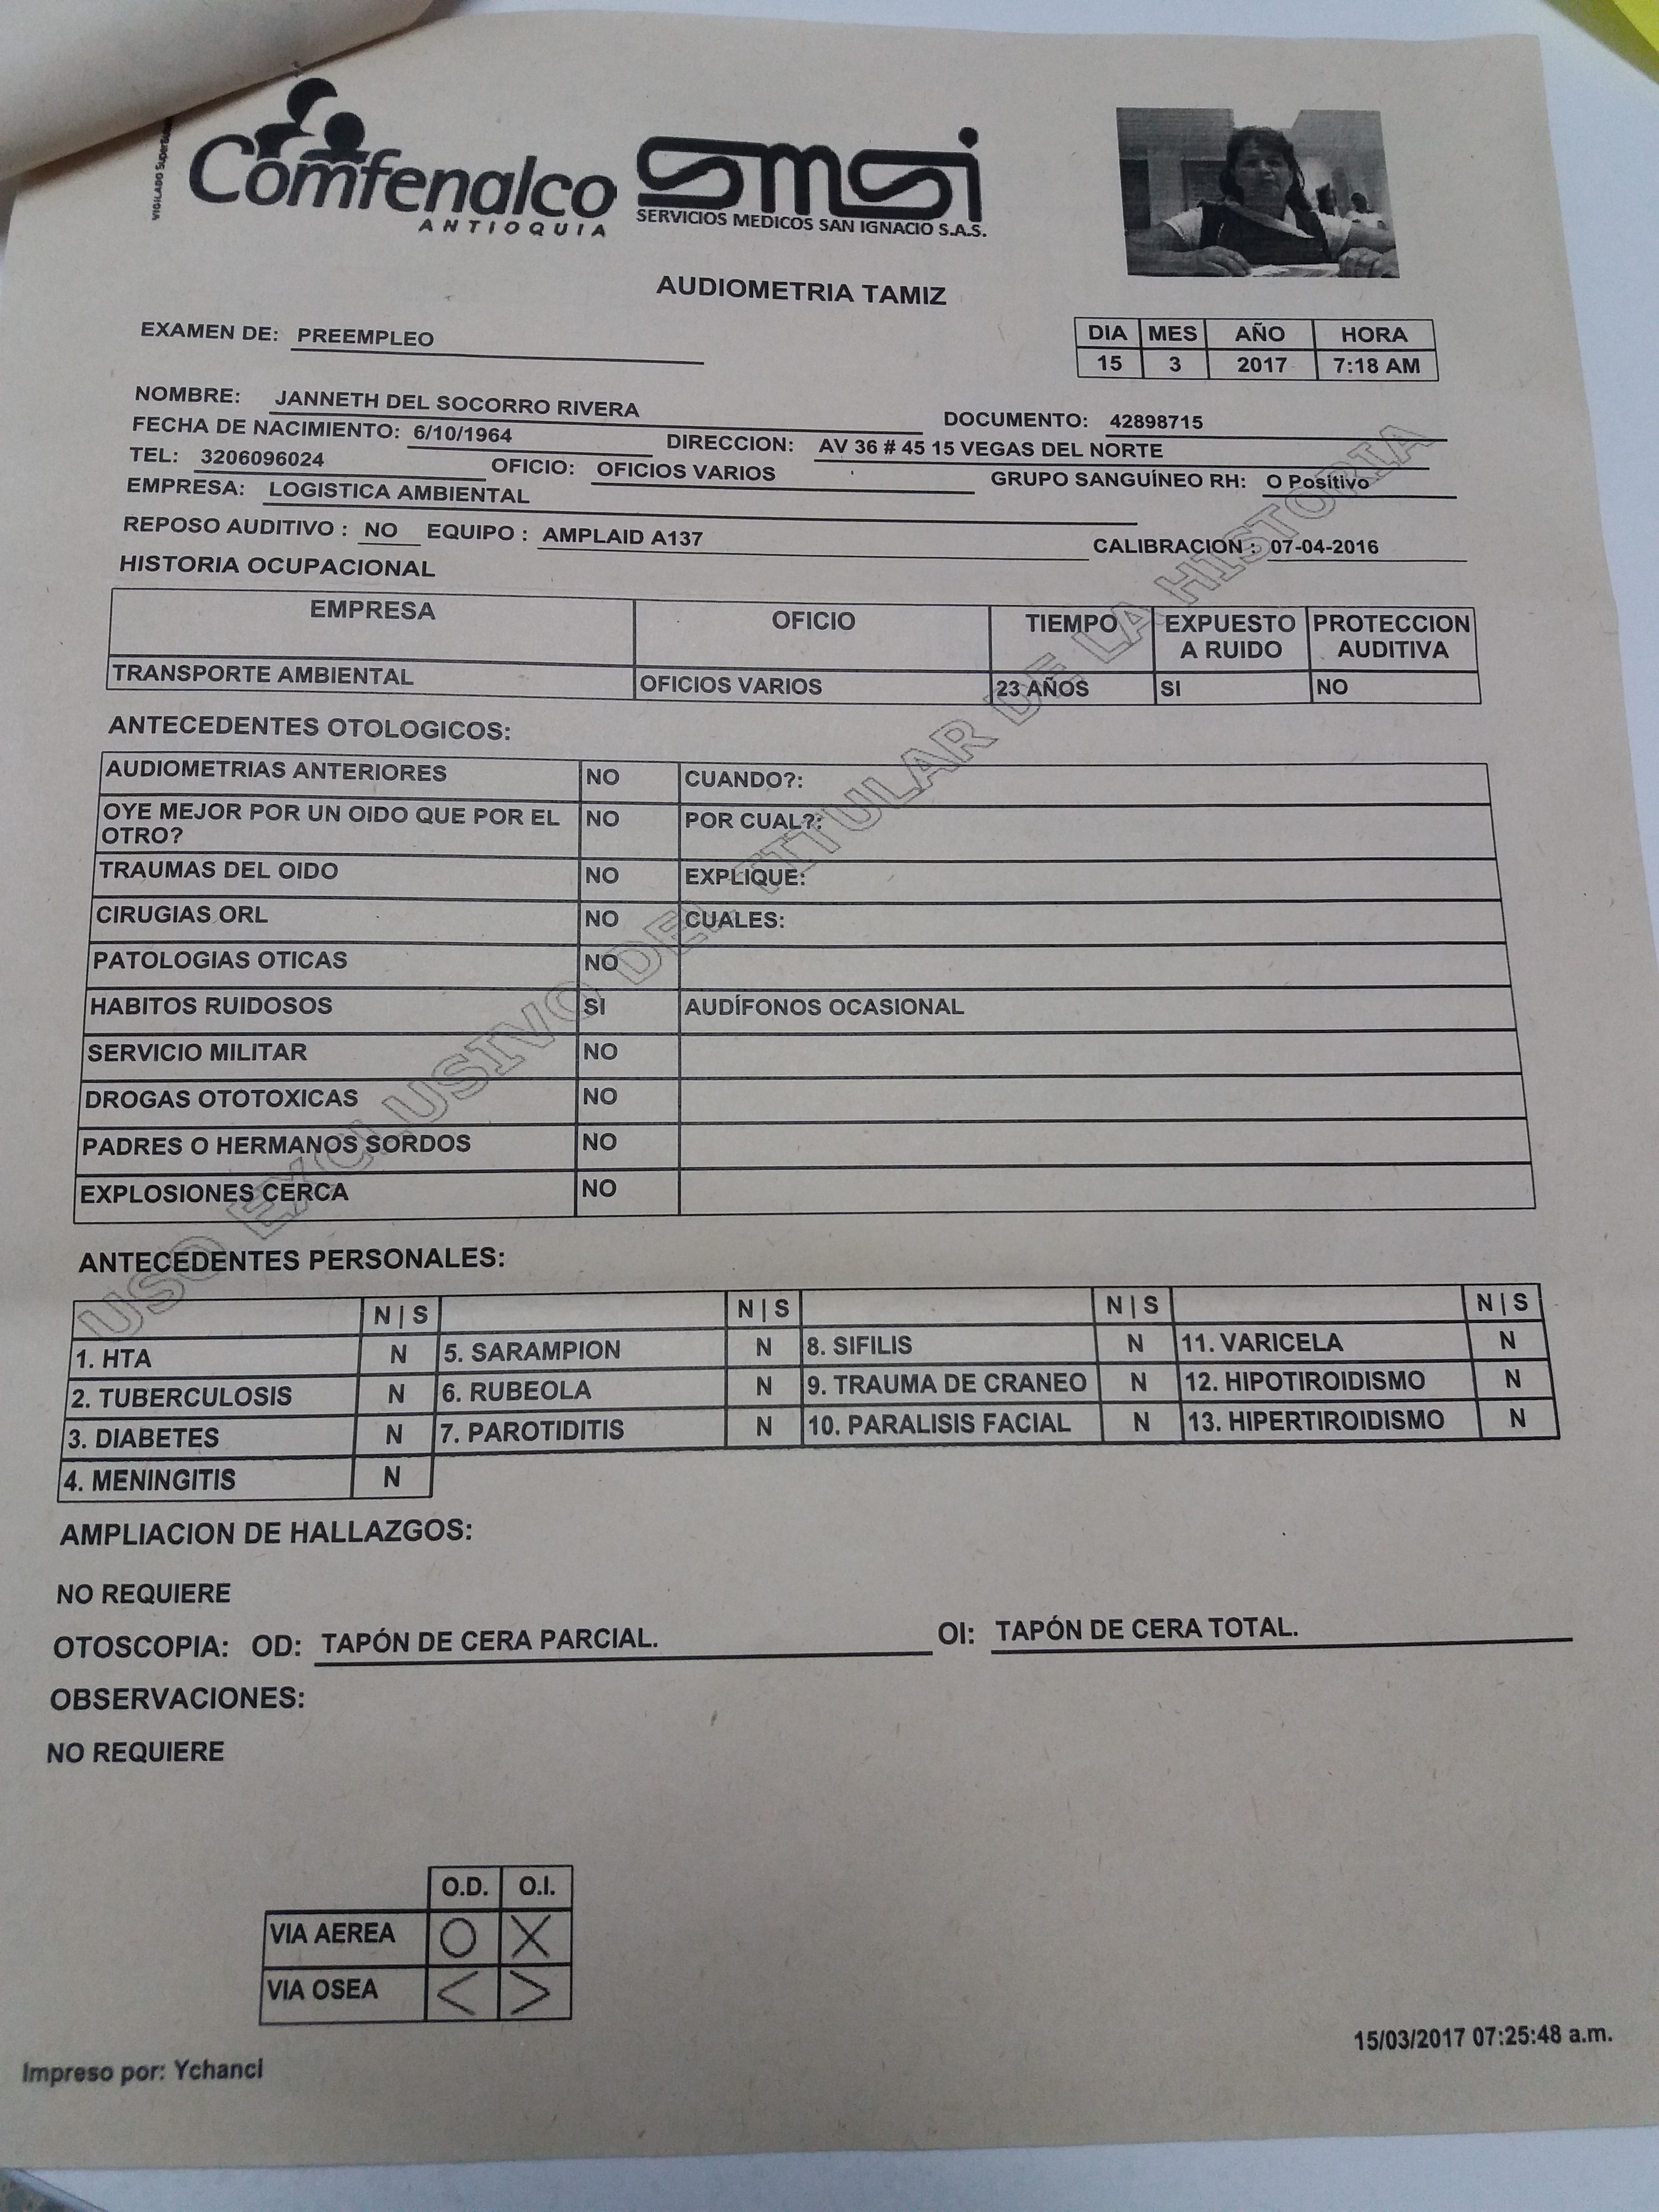 Comfenalco
ANTIOQUIA
smsi
SERVICIOS MEDICOS SAN IGNACIO S.A.S.
AUDIOMETRIA TAMIZ
EXAMEN DE: PREEMPLEO
DIA MES AÑO HORA
15 3 2017 7:18 AM
NOMBRE: JANNETH DEL SOCORRO RIVERA DOCUMENTO: 42898715
FECHA DE NACIMIENTO: 6/10/1964 DIRECCION: AV 36 # 45 15 VEGAS DEL NORTE
TEL: 3206096024 OFICIO: OFICIOS VARIOS GRUPO SANGUÍNEO RH: O Positivo
EMPRESA: LOGISTICA AMBIENTAL
REPOSO AUDITIVO : NO EQUIPO : AMPLAID A137 CALIBRACION : 07-04-2016
HISTORIA OCUPACIONAL
EMPRESA OFICIO TIEMPO EXPUESTO A RUIDO PROTECCION AUDITIVA
TRANSPORTE AMBIENTAL OFICIOS VARIOS 23 AÑOS SI NO
ANTECEDENTES OTOLOGICOS:
AUDIOMETRIAS ANTERIORES NO CUANDO?:
OYE MEJOR POR UN OIDO QUE POR EL OTRO? NO POR CUAL?:
TRAUMAS DEL OIDO NO EXPLIQUE:
CIRUGIAS ORL NO CUALES:
PATOLOGIAS OTICAS NO
HABITOS RUIDOSOS SI AUDÍFONOS OCASIONAL
SERVICIO MILITAR NO
DROGAS OTOTOXICAS NO
PADRES O HERMANOS SORDOS NO
EXPLOSIONES CERCA NO
USO EXCLUSIVO DEL TITULAR DE LA HISTORIA
ANTECEDENTES PERSONALES:
N | S N | S N | S N | S
1. HTA N 5. SARAMPION N 8. SIFILIS N 11. VARICELA N
2. TUBERCULOSIS N 6. RUBEOLA N 9. TRAUMA DE CRANEO N 12. HIPOTIROIDISMO N
3. DIABETES N 7. PAROTIDITIS N 10. PARALISIS FACIAL N 13. HIPERTIROIDISMO N
4. MENINGITIS N
AMPLIACION DE HALLAZGOS:
NO REQUIERE
OTOSCOPIA: OD: TAPÓN DE CERA PARCIAL. OI: TAPÓN DE CERA TOTAL.
OBSERVACIONES:
NO REQUIERE
O.D. O.I.
VIA AEREA O X
VIA OSEA < >
15/03/2017 07:25:48 a.m.
Impreso por: Ychanci